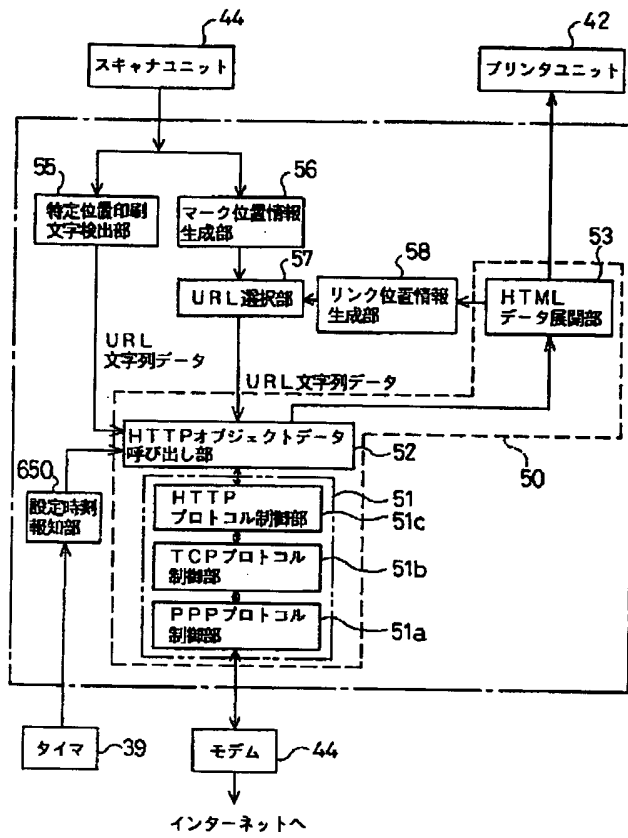 44
スキャナユニット
42
プリンタユニット
55
特定位置印刷
文字検出部
56
マーク位置情報
生成部
57
URL選択部
58
リンク位置情報
生成部
53
HTML
データ展開部
URL
文字列データ
URL文字列データ
HTTPオブジェクトデータ
呼び出し部
52
50
650
設定時刻
報知部
51
HTTP
プロトコル制御部
51c
TCPプロトコル
制御部
51b
PPPプロトコル
制御部
51a
タイマ
39
モデム
44
インターネットへ